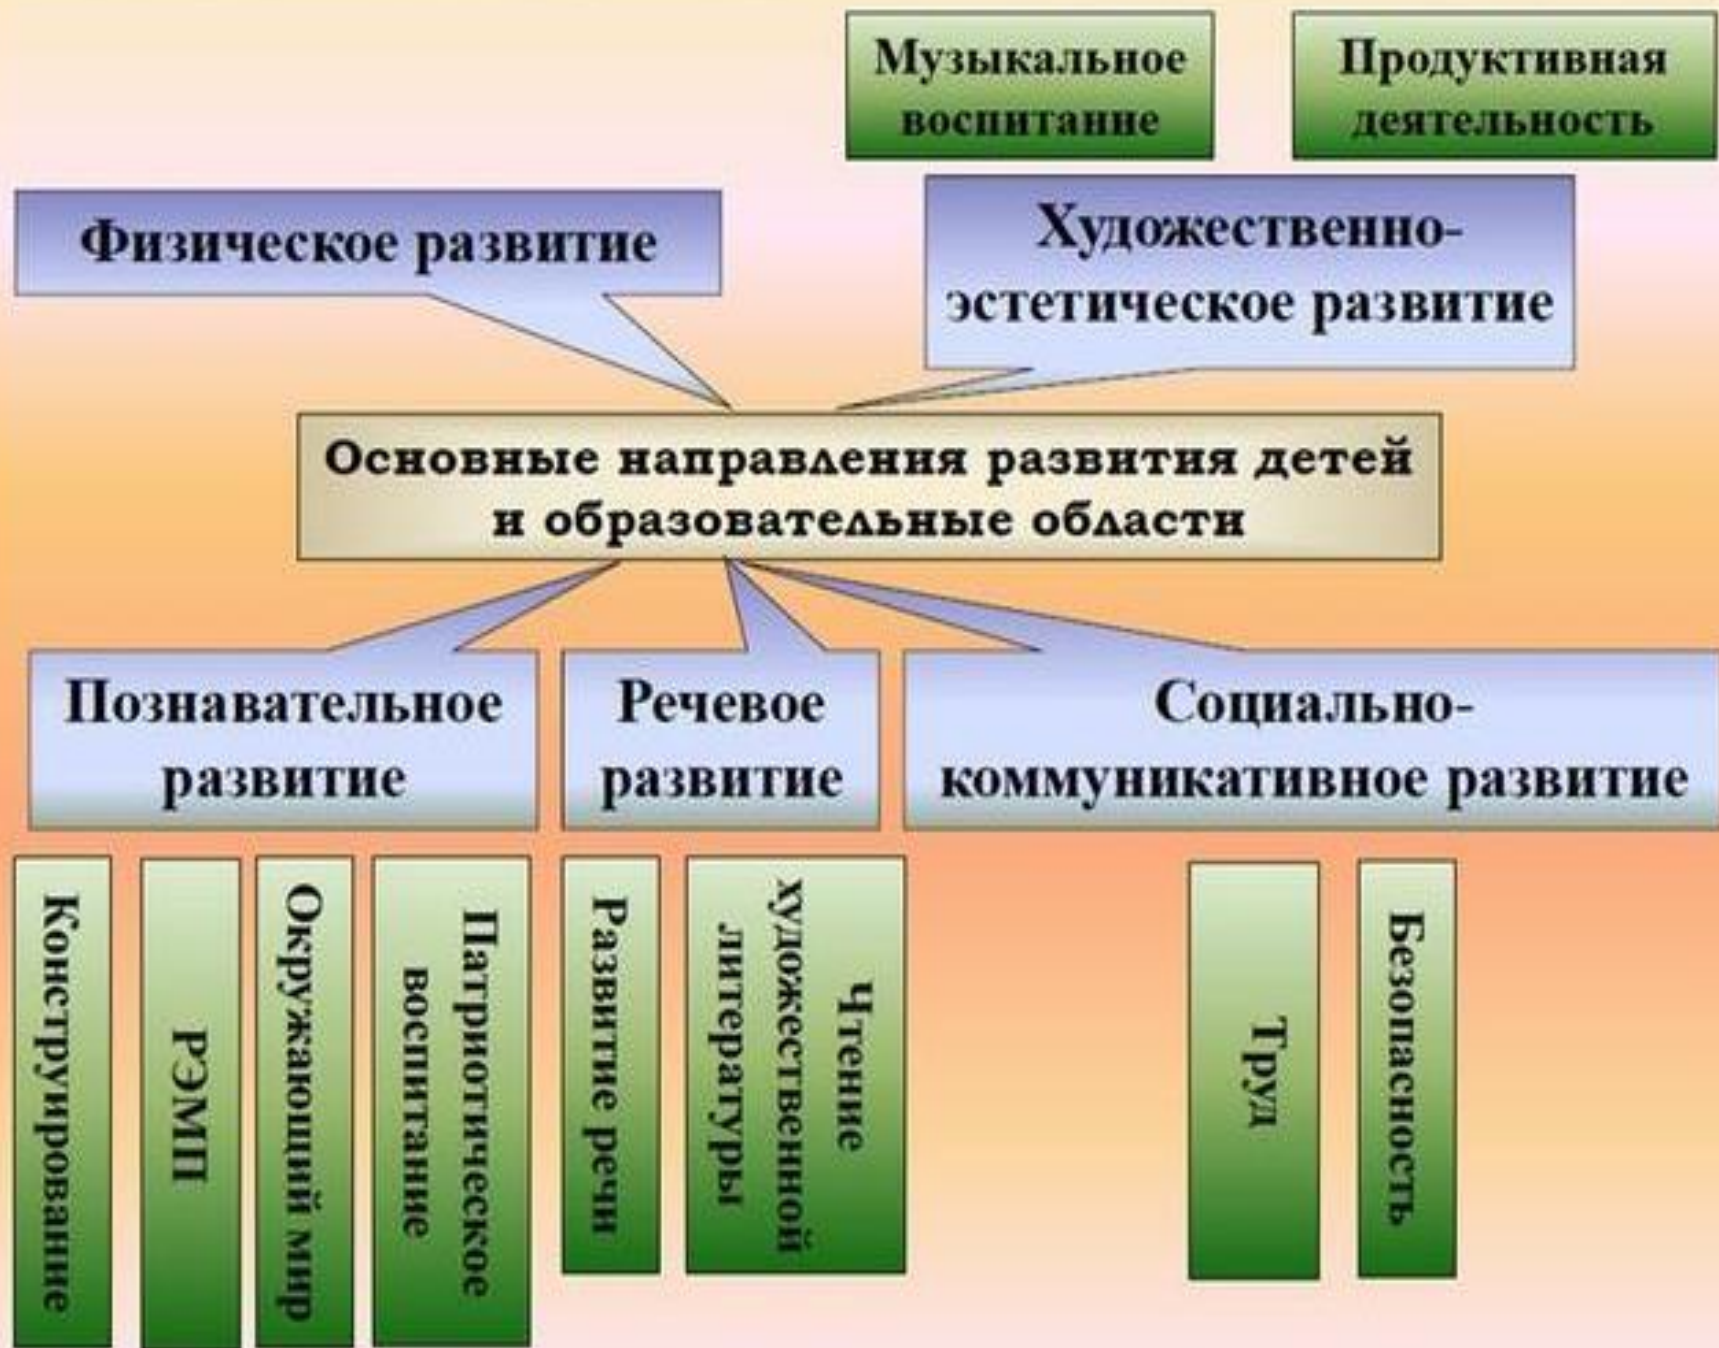 Музыкальное
воспитание
Продуктивная
деятельность
Физическое развитие
Художественно-
эстетическое развитие
Основные направления развития детей
и образовательные области
Познавательное
развитие
Речевое
развитие
Социально-
коммуникативное развитие
Конструирование
РЭМП
Окружающий мир
Патриотическое
воспитание
Развитие речи
Чтение
художественной
литературы
Труд
Безопасность